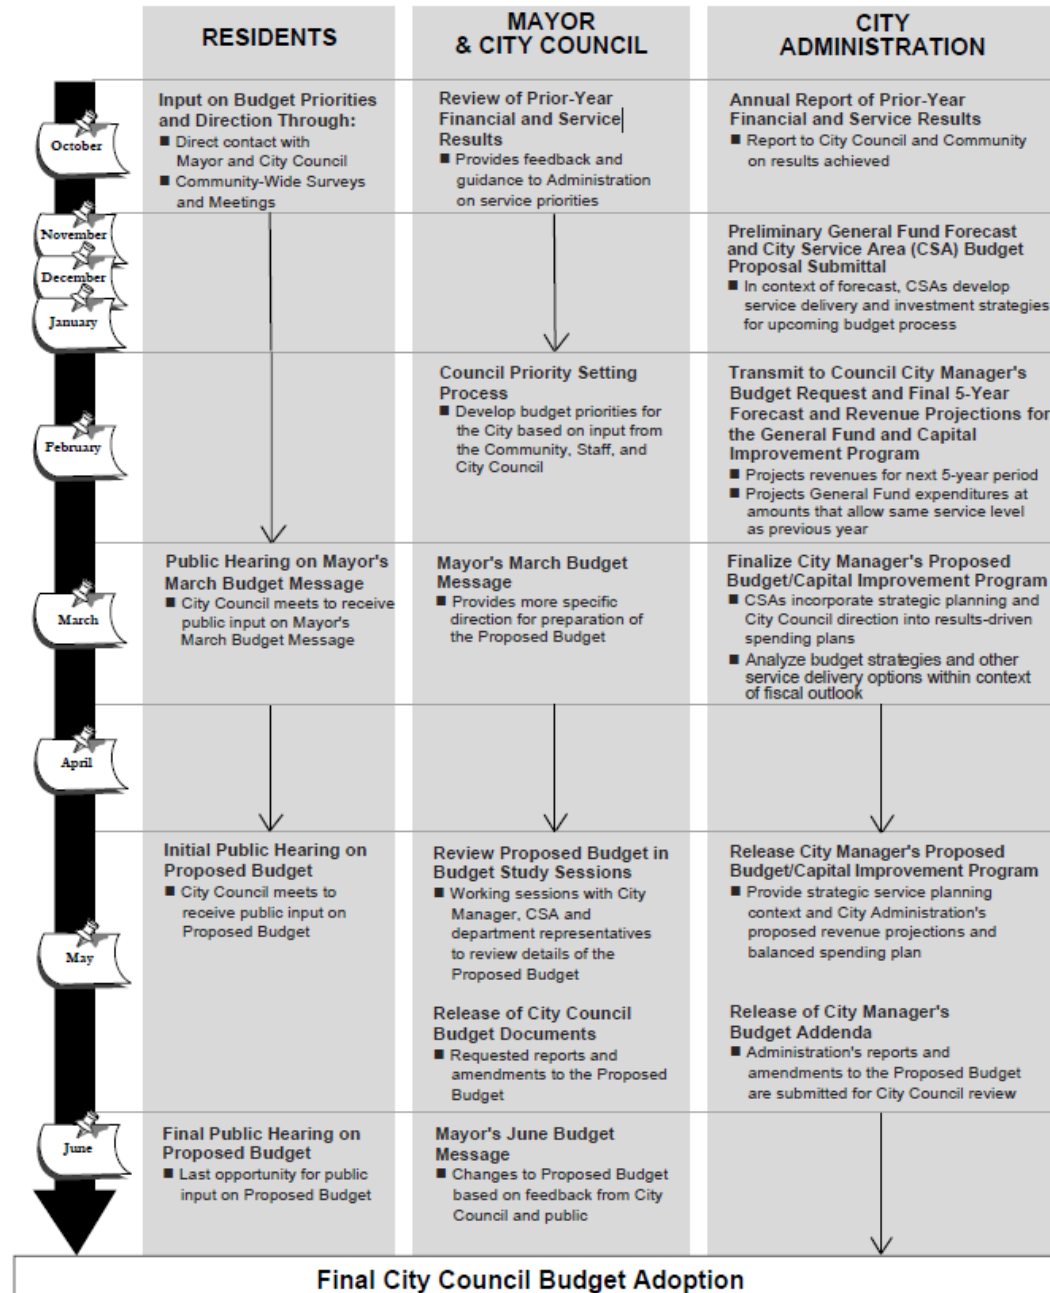 RESIDENTS
MAYOR
& CITY COUNCIL
CITY
ADMINISTRATION
October
Input on Budget Priorities
and Direction Through:
■ Direct contact with
Mayor and City Council
■ Community-Wide Surveys
and Meetings
Review of Prior-Year
Financial and Service
Results
■ Provides feedback and
guidance to Administration
on service priorities
Annual Report of Prior-Year
Financial and Service Results
■ Report to City Council and Community
on results achieved
November
December
January
Preliminary General Fund Forecast
and City Service Area (CSA) Budget
Proposal Submittal
■ In context of forecast, CSAs develop
service delivery and investment strategies
for upcoming budget process
February
Council Priority Setting
Process
■ Develop budget priorities for
the City based on input from
the Community, Staff, and
City Council
Transmit to Council City Manager's
Budget Request and Final 5-Year
Forecast and Revenue Projections for
the General Fund and Capital
Improvement Program
■ Projects revenues for next 5-year period
■ Projects General Fund expenditures at
amounts that allow same service level
as previous year
March
Public Hearing on Mayor's
March Budget Message
■ City Council meets to receive
public input on Mayor's
March Budget Message
Mayor's March Budget
Message
■ Provides more specific
direction for preparation of
the Proposed Budget
Finalize City Manager's Proposed
Budget/Capital Improvement Program
■ CSAs incorporate strategic planning and
City Council direction into results-driven
spending plans
■ Analyze budget strategies and other
service delivery options within context
of fiscal outlook
April
May
Initial Public Hearing on
Proposed Budget
■ City Council meets to
receive public input on
Proposed Budget
Review Proposed Budget in
Budget Study Sessions
■ Working sessions with City
Manager, CSA and
department representatives
to review details of the
Proposed Budget
Release of City Council
Budget Documents
■ Requested reports and
amendments to the Proposed
Budget
Release City Manager's Proposed
Budget/Capital Improvement Program
■ Provide strategic service planning
context and City Administration's
proposed revenue projections and
balanced spending plan
Release of City Manager's
Budget Addenda
■ Administration's reports and
amendments to the Proposed Budget
are submitted for City Council review
June
Final Public Hearing on
Proposed Budget
■ Last opportunity for public
input on Proposed Budget
Mayor's June Budget
Message
■ Changes to Proposed Budget
based on feedback from City
Council and public
Final City Council Budget Adoption